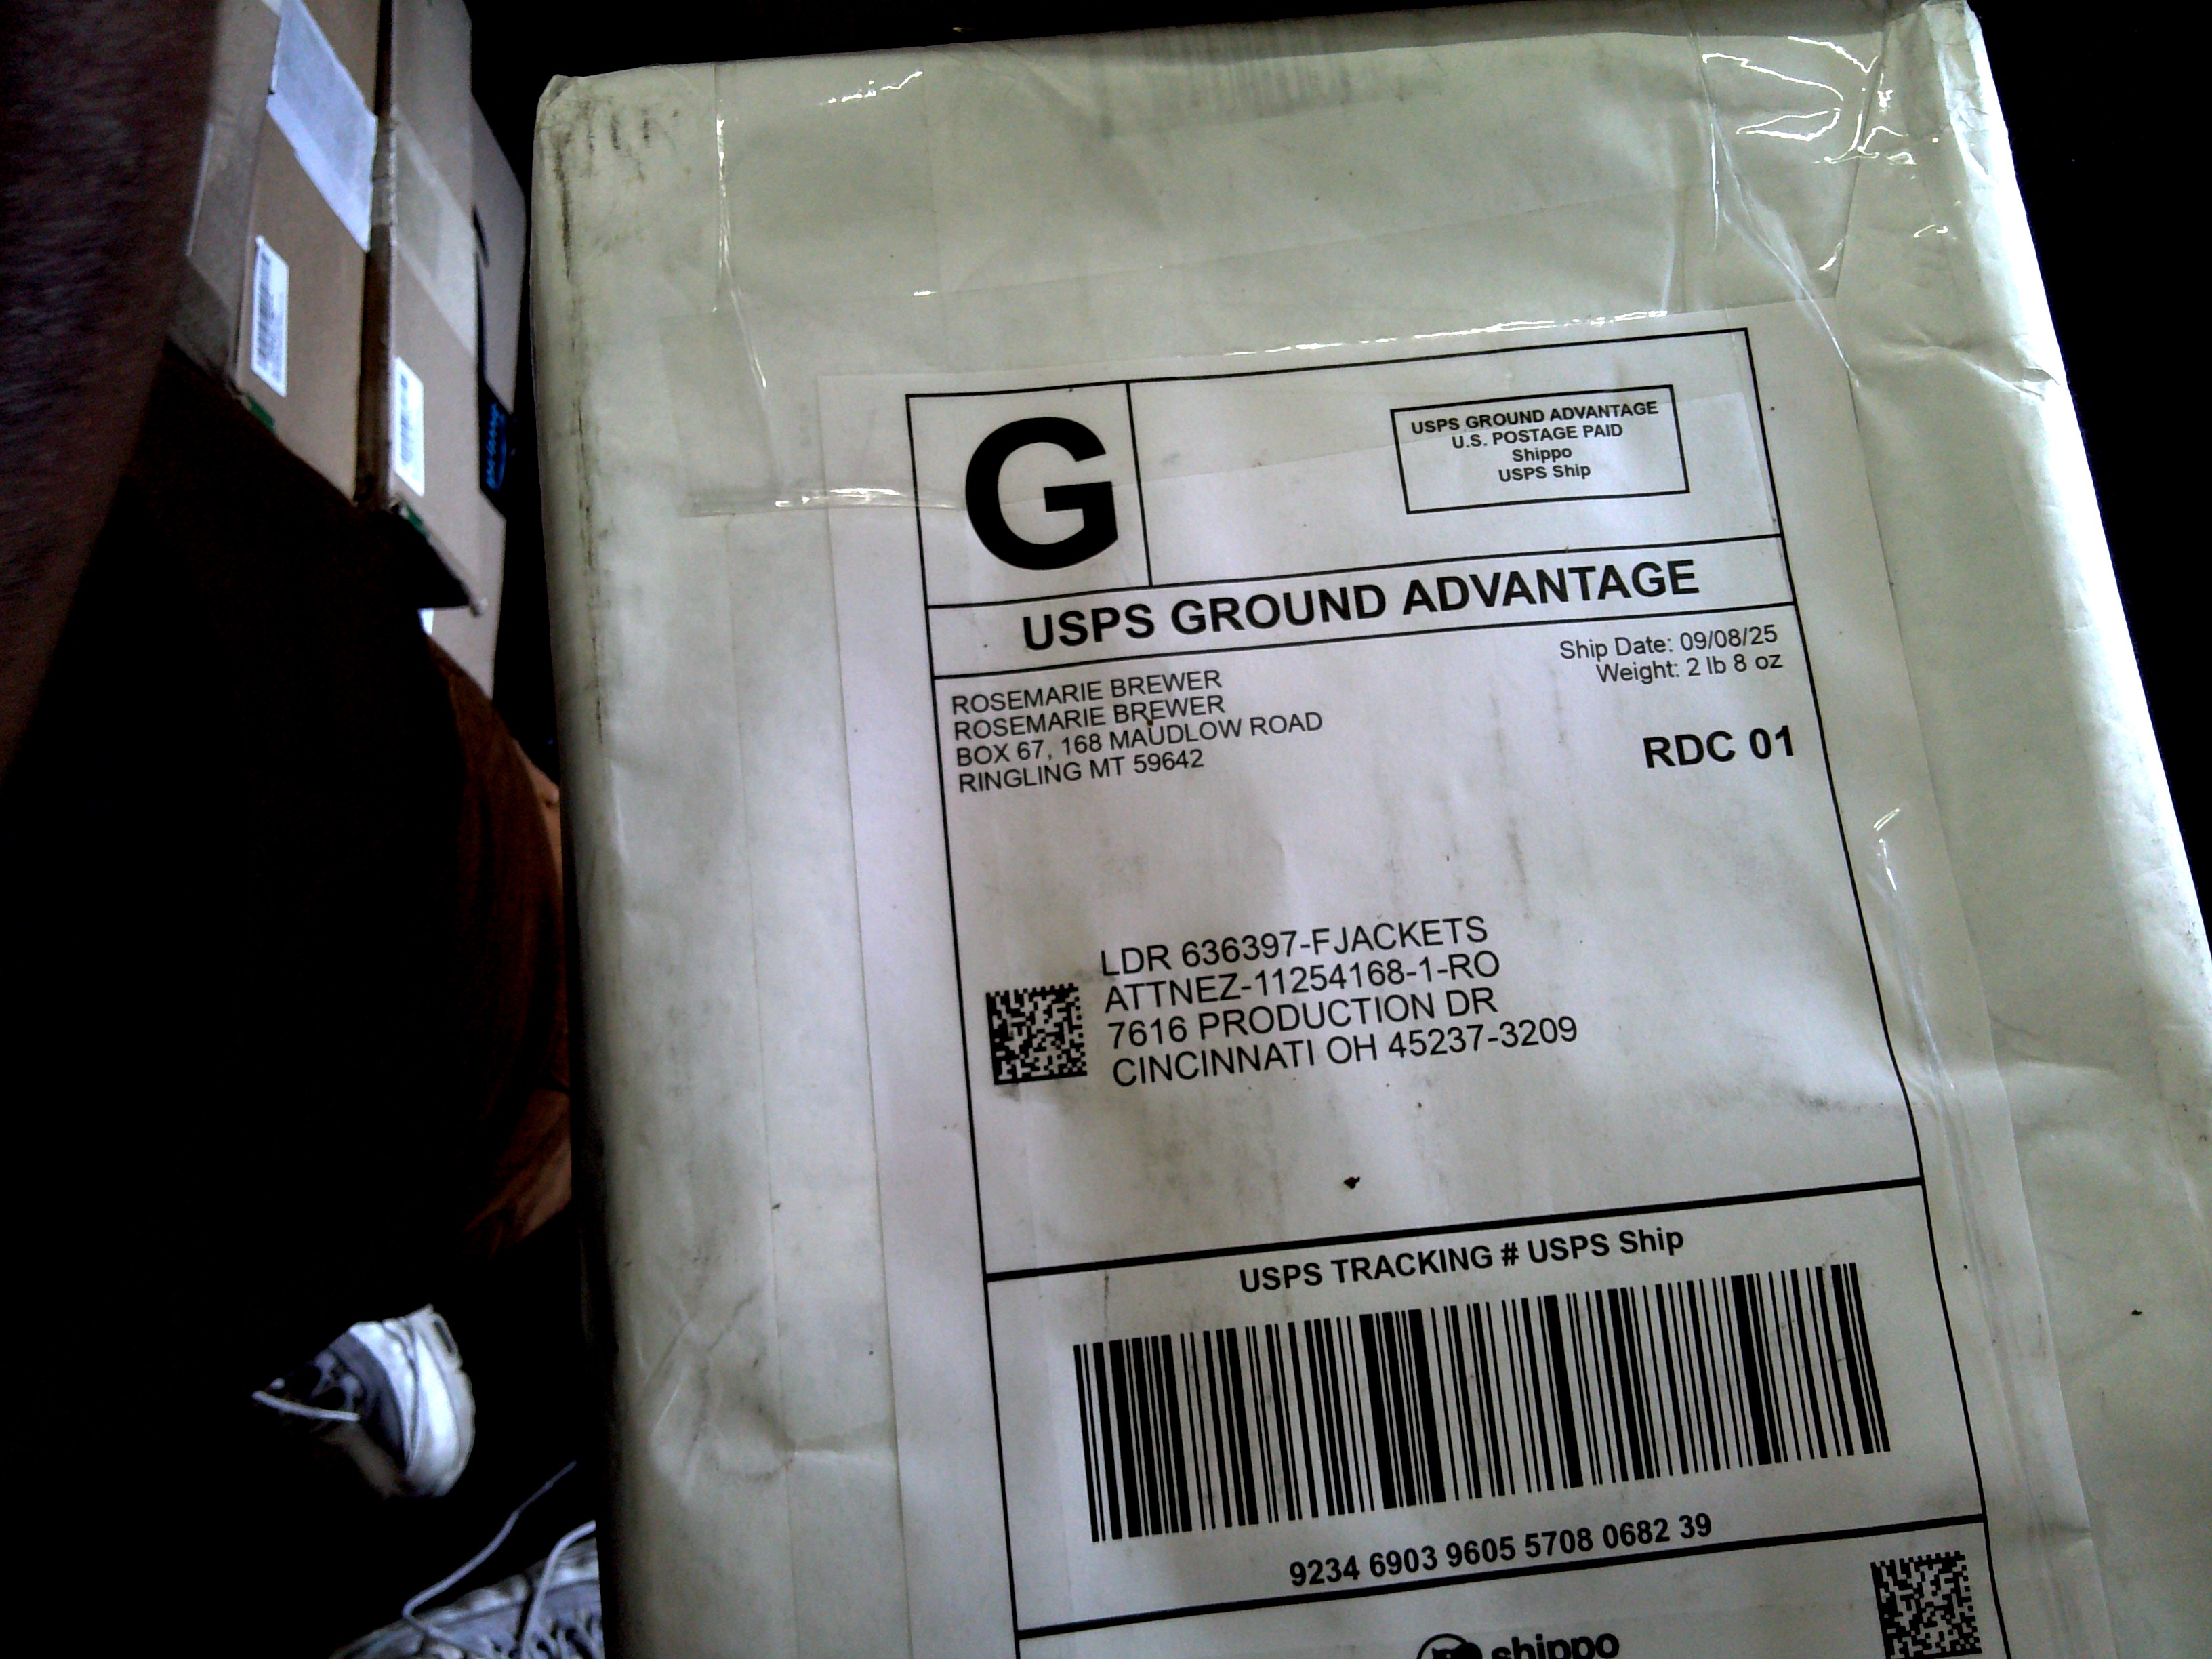 G
USPS GROUND ADVANTAGE
U.S. POSTAGE PAID
Shippo
USPS Ship
USPS GROUND ADVANTAGE
Ship Date: 09/08/25
Weight: 2 lb 8 oz
RDC 01
ROSEMARIE BREWER
ROSEMARIE BREWER
BOX 67, 168 MAUDLOW ROAD
RINGLING MT 59642
LDR 636397-FJACKETS
ATTNEZ-11254168-1-RO
7616 PRODUCTION DR
CINCINNATI OH 45237-3209
USPS TRACKING # USPS Ship
9234 6903 9605 5708 0682 39
shippo